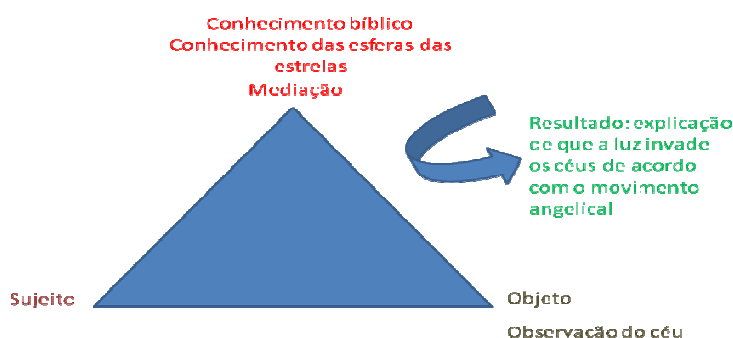 Conhecimento bíblico
Conhecimento das esferas das
estrelas
Mediação
Resultado: explicação
de que a luz invade
os céus de acordo
com o movimento
angelical
Sujeito
Objeto
Observação do céu